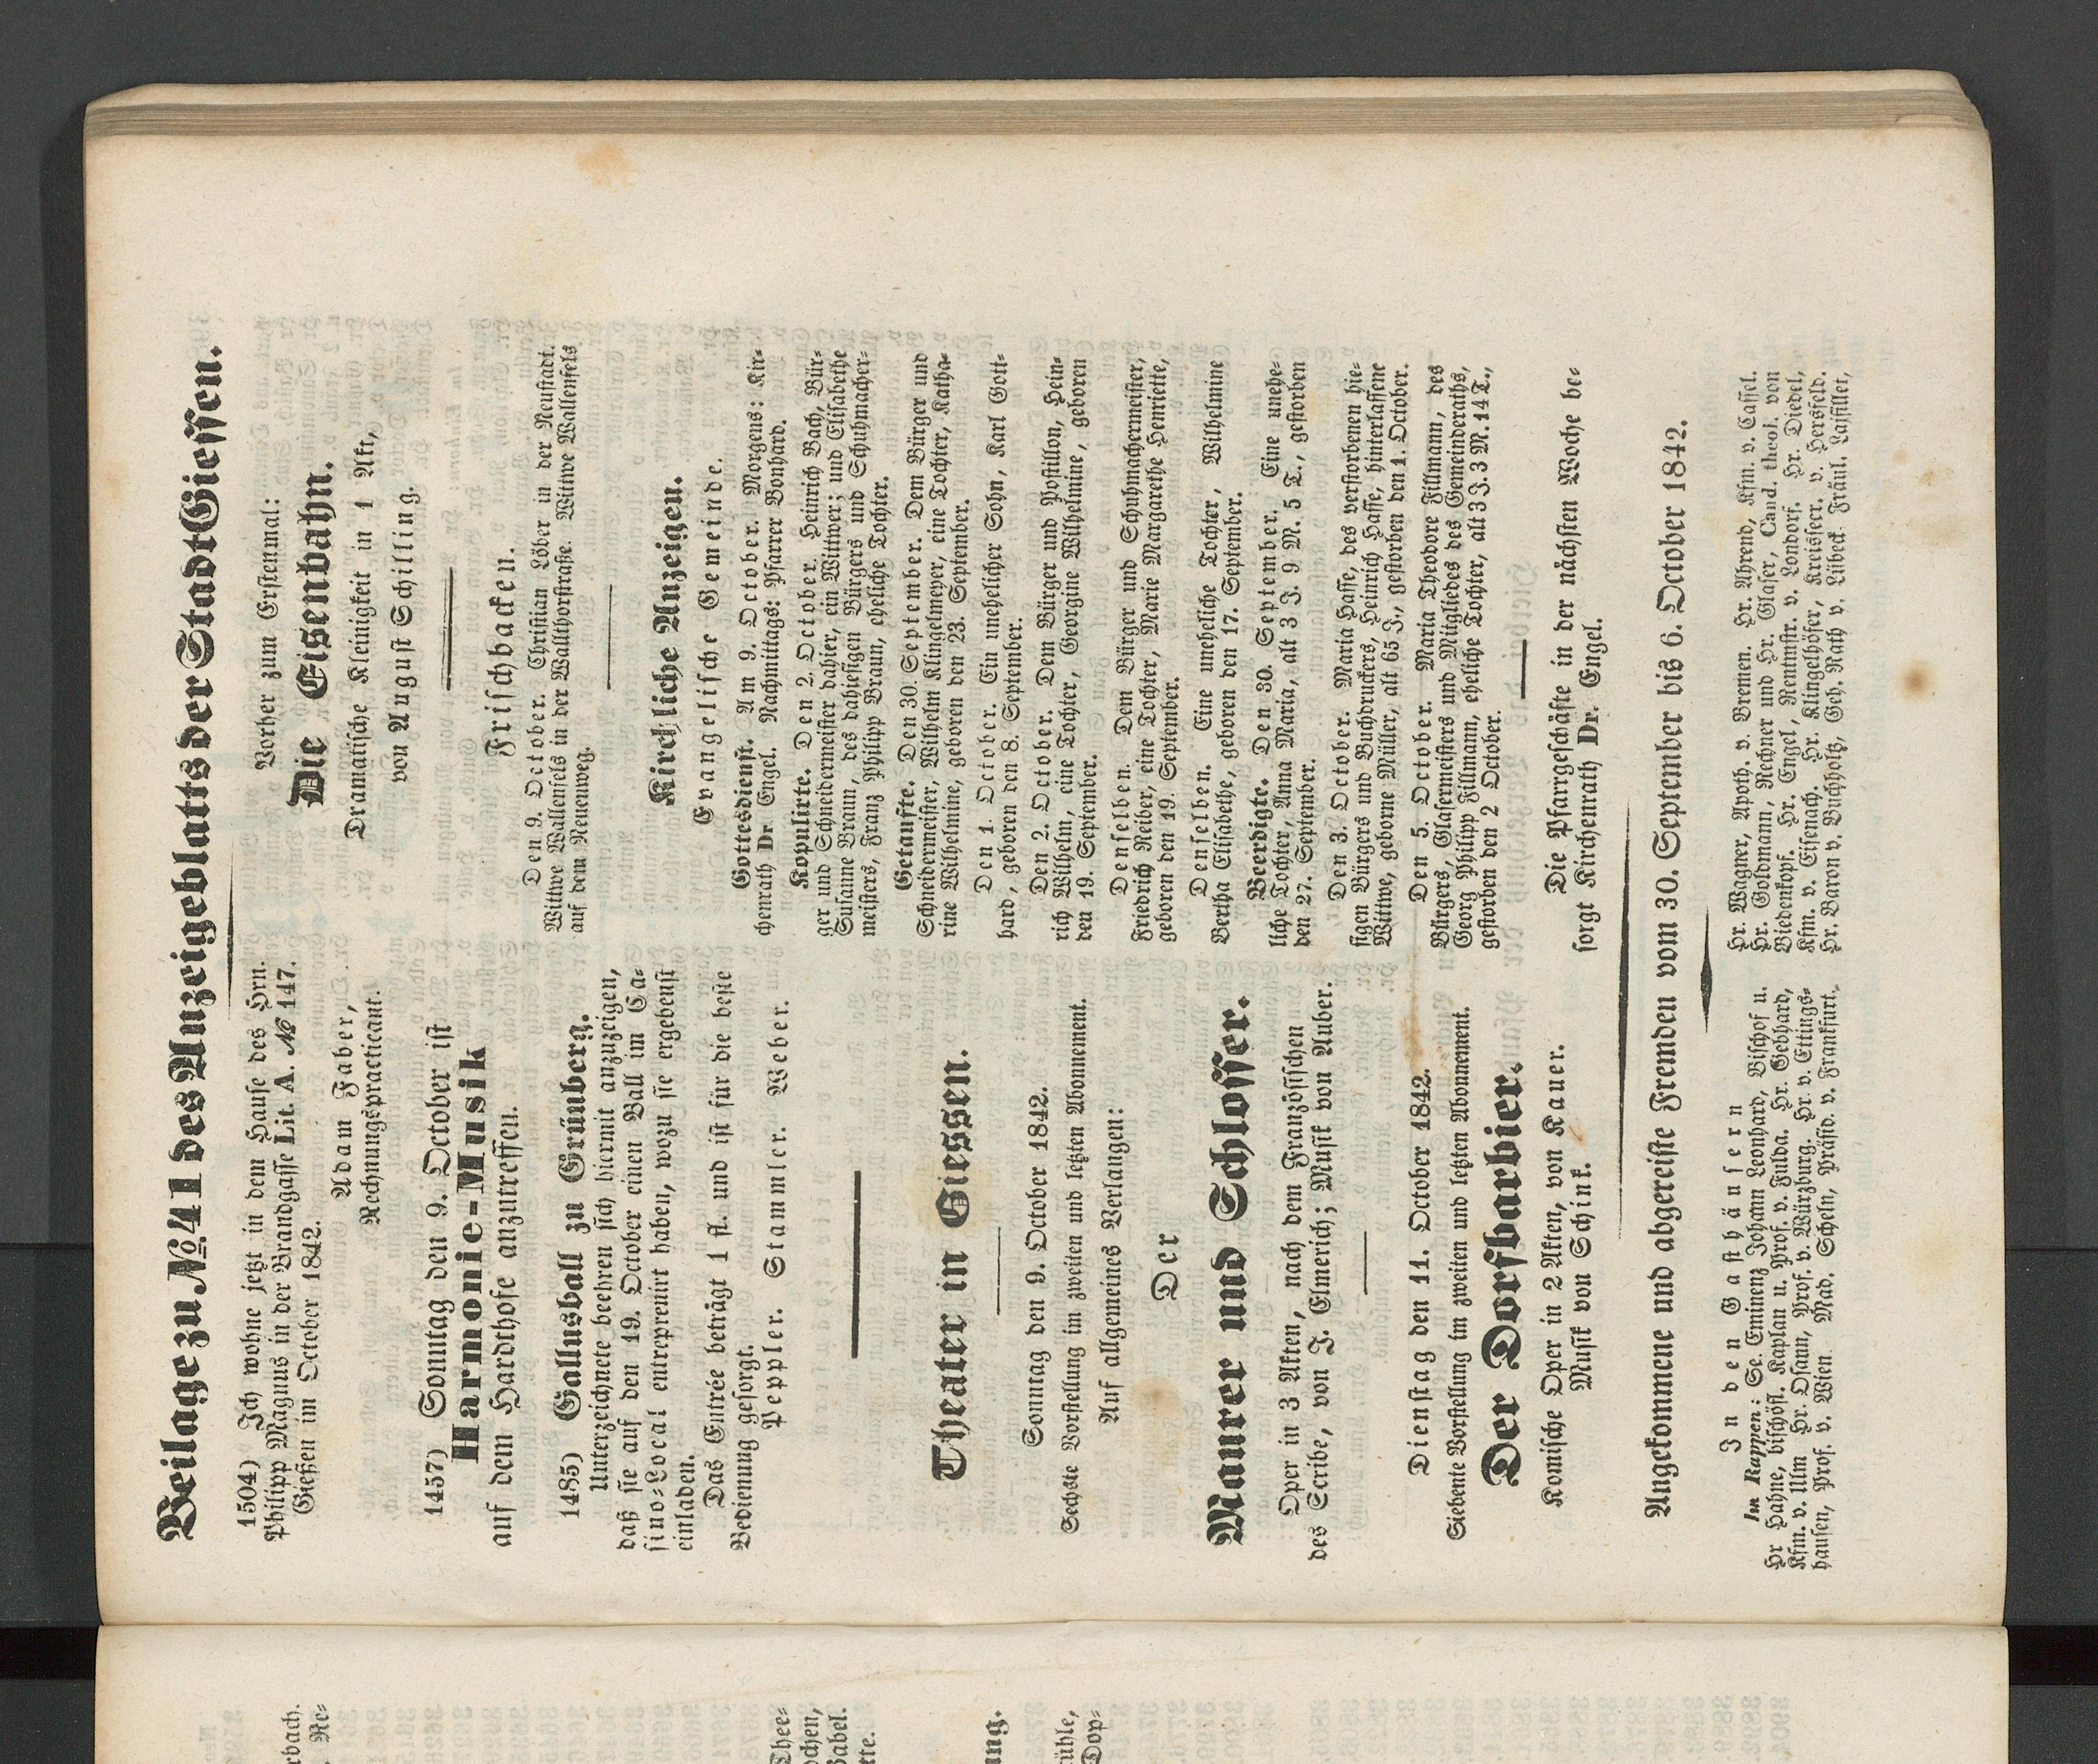 Beilage zu No 41 des Anzeigeblatts der Stadt Giessen.
1504) Ich wohne jetzt in dem Hause des Hrn.
Philipp Magnus in der Brandgasse Lit. A. № 147.
Gießen im October 1842.
Adam Faber,
Rechnungspracticant.
1457) Sonntag den 9. October ist
Harmonie-Musik
auf dem Hardthofe anzutreffen.
1485) Gallusball zu Grünberg.
Unterzeichnete beehren sich hiermit anzuzeigen,
daß sie auf den 19. October einen Ball im Ca-
sino-Local entreprenirt haben, wozu sie ergebenst
einladen.
Das Entrée beträgt 1 fl. und ist für die beste
Bedienung gesorgt.
Peppler. Stammler. Weber.
Theater in Giessen.
Sonntag den 9. October 1842.
Sechste Vorstellung im zweiten und letzten Abonnement.
Auf allgemeines Verlangen:
Der
Maurer und Schlosser.
Oper in 3 Akten, nach dem Französischen
des Scribe, von J. Elmerich; Musik von Auber.
Dienstag den 11. October 1842.
Siebente Vorstellung im zweiten und letzten Abonnement.
Der Dorfbarbier.
Komische Oper in 2 Akten, von Kauer.
Musik von Schink.
Vorher zum Erstenmal:
Die Eisenbahn.
Dramatische Kleinigkeit in 1 Akt,
von August Schilling.
Frischbacken.
Den 9. October. Christian Löber in der Neustadt.
Wittwe Wallenfels in der Wallthorstraße. Wittwe Wallenfels
auf dem Neuenweg.
Kirchliche Anzeigen.
Evangelische Gemeinde.
Gottesdienst. Am 9. October. Morgens: Kir-
chenrath Dr. Engel. Nachmittags: Pfarrer Bonhard.
Kopulirte. Den 2. October. Heinrich Bach, Bür-
ger und Schneidermeister dahier, ein Wittwer; und Elisabethe
Susanne Braun, des dahiesigen Bürgers und Schuhmacher-
meisters, Franz Philipp Braun, eheliche Tochter.
Getaufte. Den 30. September. Dem Bürger und
Schneidermeister, Wilhelm Klingelmeyer, eine Tochter, Katha-
rine Wilhelmine, geboren den 23. September.
Den 1. October. Ein unehelicher Sohn, Karl Gott-
hard, geboren den 8. September.
Den 2. October. Dem Bürger und Postillon, Hein-
rich Wilhelm, eine Tochter, Georgine Wilhelmine, geboren
den 19. September.
Denselben. Dem Bürger und Schuhmachermeister,
Friedrich Reiber, eine Tochter, Marie Margarethe Henriette,
geboren den 19. September.
Denselben. Eine uneheliche Tochter, Wilhelmine
Bertha Elisabethe, geboren den 17. September.
Beerdigte. Den 30. September. Eine unehe-
liche Tochter, Anna Maria, alt 3 J. 9 M. 5 T., gestorben
den 27. September.
Den 3. October. Maria Hasse, des verstorbenen hie-
sigen Bürgers und Buchdruckers, Heinrich Hasse, hinterlassene
Wittwe, geborne Müller, alt 65 J., gestorben den 1. October.
Den 5. October. Maria Theodore Fillmann, des
Bürgers, Glasermeisters und Mitgliedes des Gemeinderaths,
Georg Philipp Fillmann, eheliche Tochter, alt 3 J. 3 M. 14 T.,
gestorben den 2 October.
Die Pfarrgeschäfte in der nächsten Woche be-
sorgt Kirchenrath Dr. Engel.
Angekommene und abgereiste Fremden vom 30. September bis 6. October 1842.
In den Gasthäusern
Im Rappen: Se. Eminenz Johann Leonhard, Bischof u.
Hr Hahne, bischöfl. Kaplan u. Prof. v. Fulda. Hr. Gebhard,
Kfm. v. Ulm Hr. Osann, Prof. v. Würzburg. Hr. v. Ettings-
hausen, Prof. v. Wien. Mad. Scheln, Präsid. v. Frankfurt.
Hr. Wagner, Apoth. v. Bremen. Hr. Ahrend, Kfm. v. Cassel.
Hr. Goldmann, Rechner und Hr. Glaser, Cand. theol. von
Biedenkopf. Hr. Engel, Rentmstr. v. Londorf. Hr. Diedel,
Kfm. v. Eisenach. Hr. Klingelhöfer, Kreissecr. v. Hersfeld.
Hr. Baron v. Buchholtz, Geh. Rath v. Lübeck Fräul. Laisllet,
rbach.
Re-
Thee-
ochen,
Babel.
tte.
ung.
ühle,
Dop-